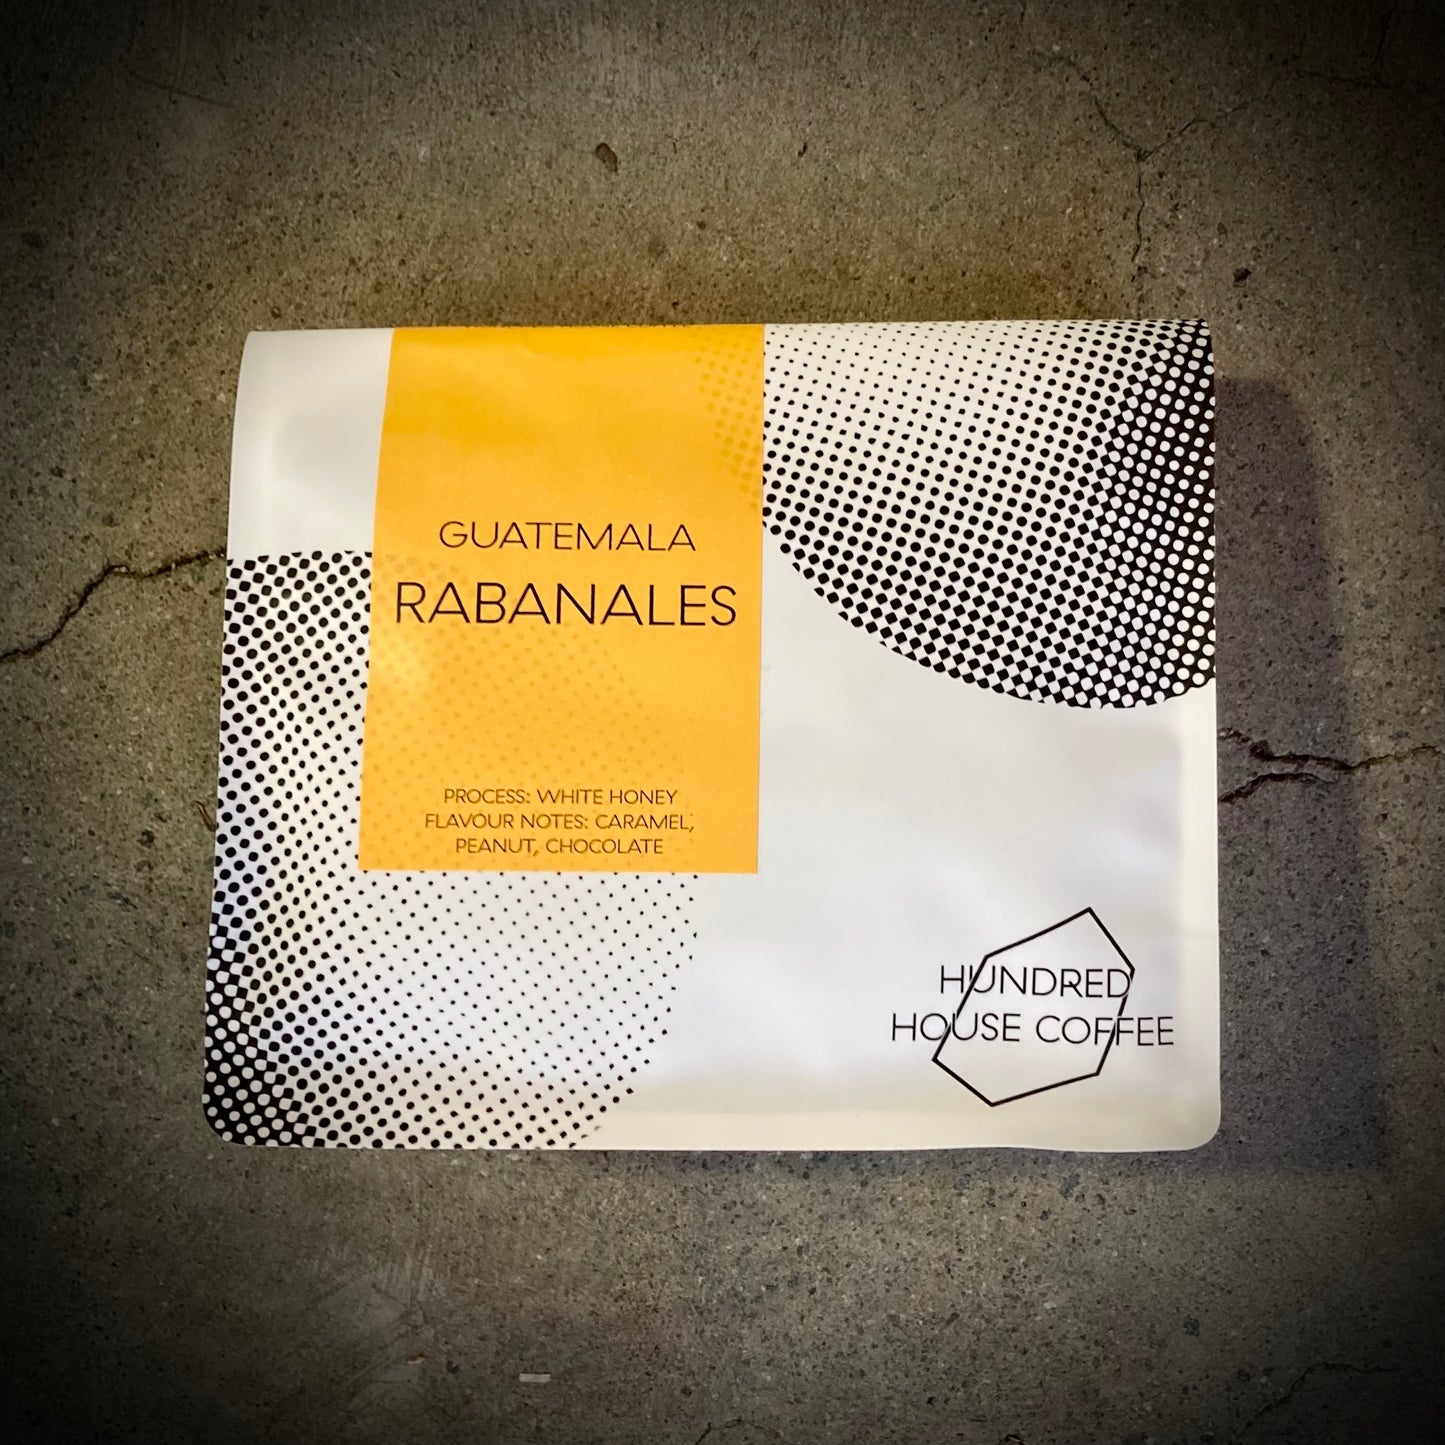 GUATEMALA
RABANALES
PROCESS: WHITE HONEY
FLAVOUR NOTES: CARAMEL,
PEANUT, CHOCOLATE
HUNDRED
HOUSE COFFEE